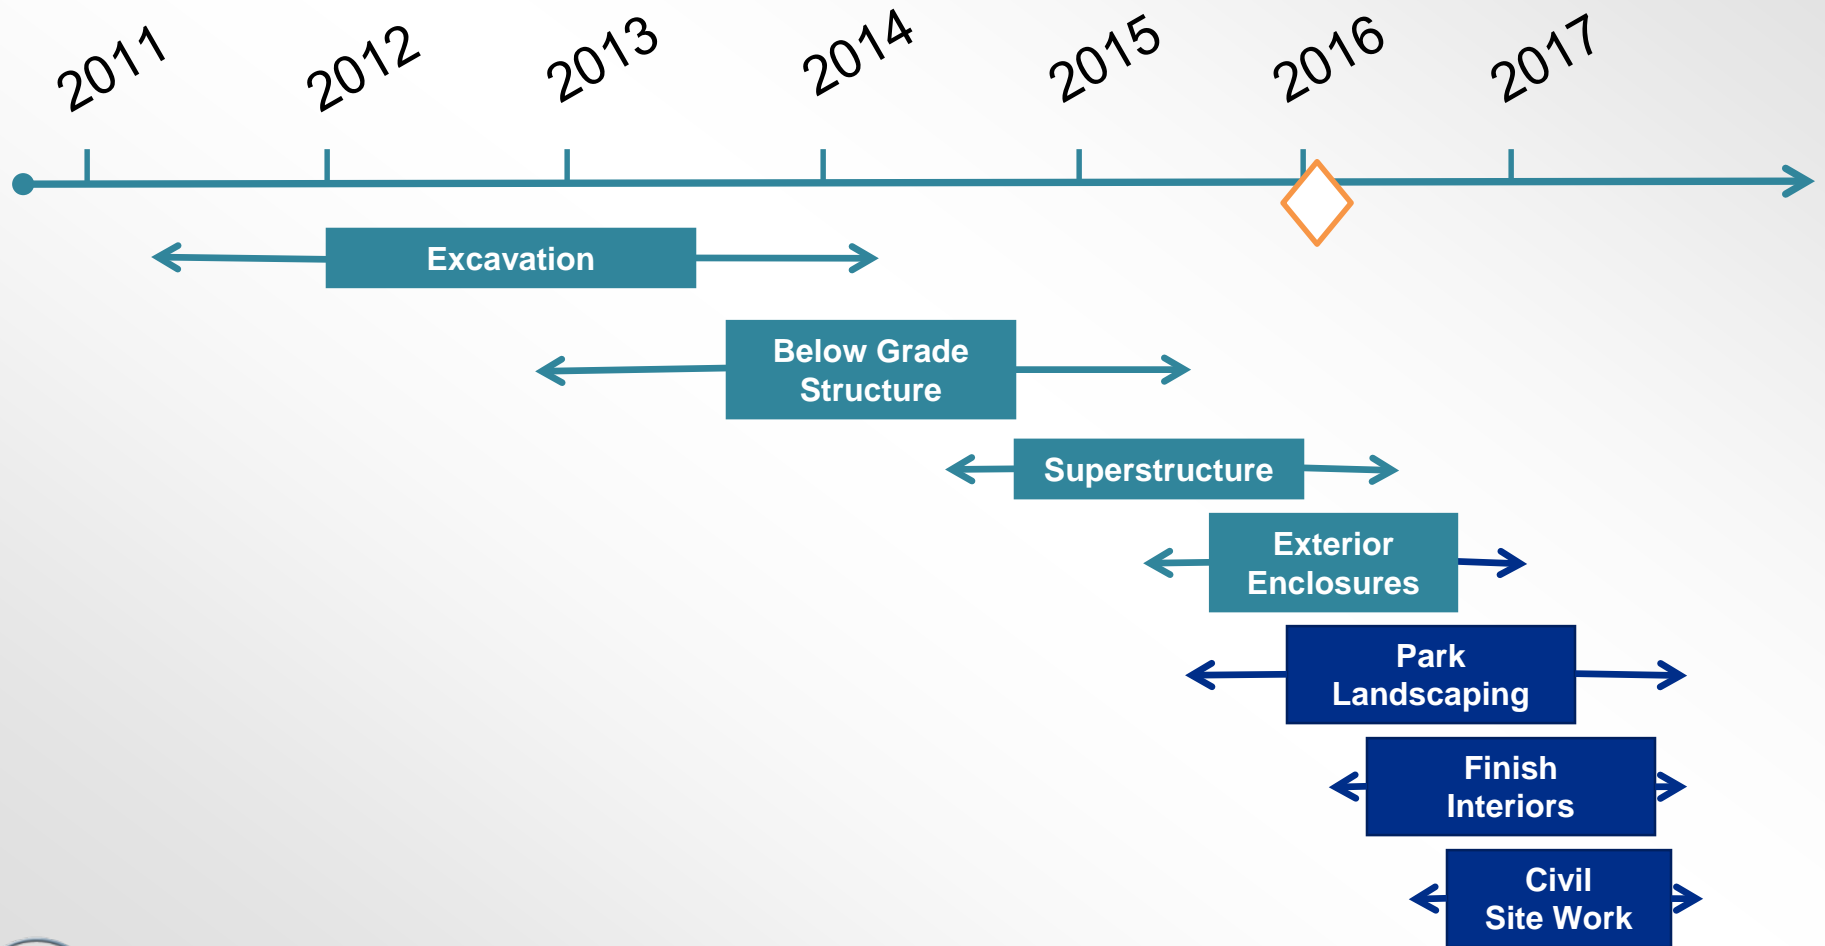 2011
2012
2013
2014
2015
2016
2017
Excavation
Below Grade
Structure
Superstructure
Exterior
Enclosures
Park
Landscaping
Finish
Interiors
Civil
Site Work